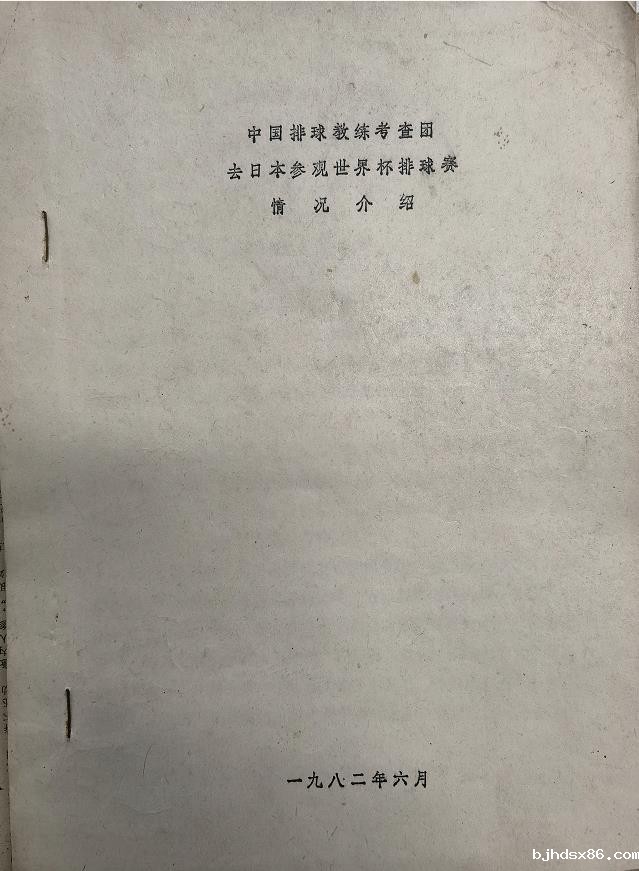 中国排球教练考查团
去日本参观世界杯排球赛
情况介绍
一九八二年六月
bjhdsx86.com